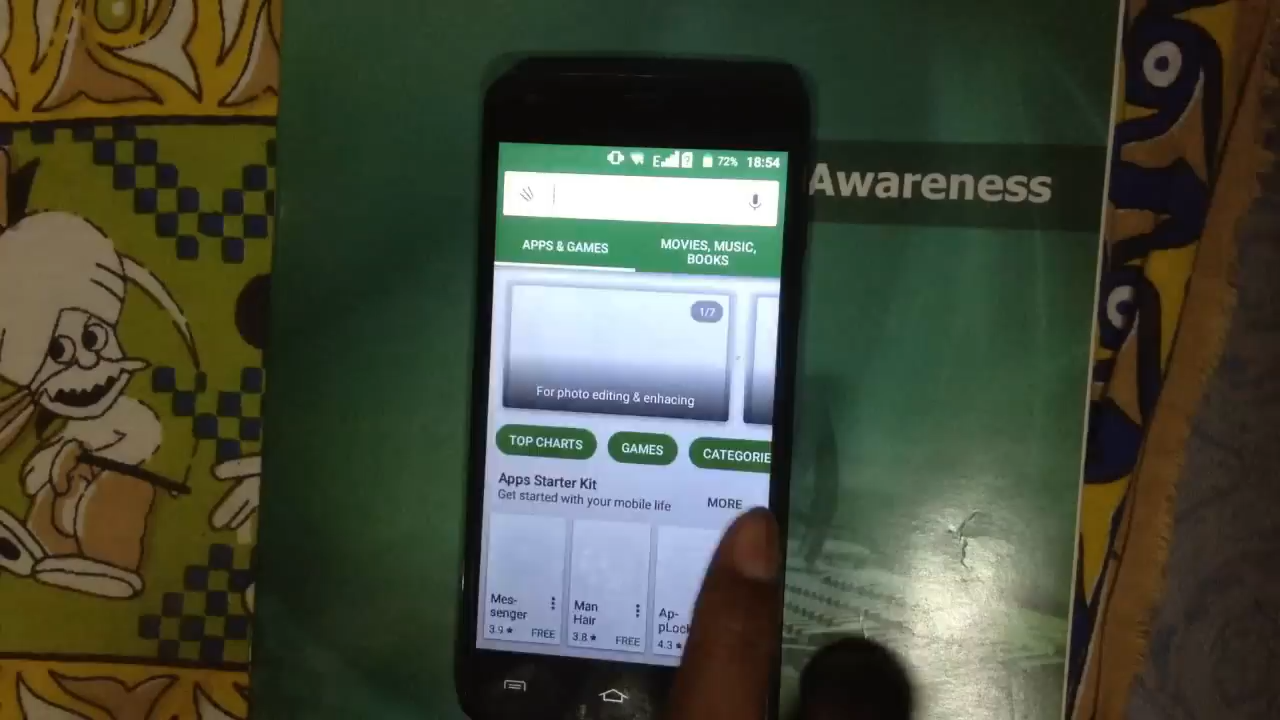 E 72% 18:54
Awareness
APPS & GAMES
MOVIES, MUSIC,
BOOKS
1/7
For photo editing & enhacing
TOP CHARTS
GAMES
CATEGORIE
Apps Starter Kit
Get started with your mobile life
MORE
Mes-
senger
3.9★ FREE
Man
Hair
3.8★ FREE
Ap-
pLock
4.3★